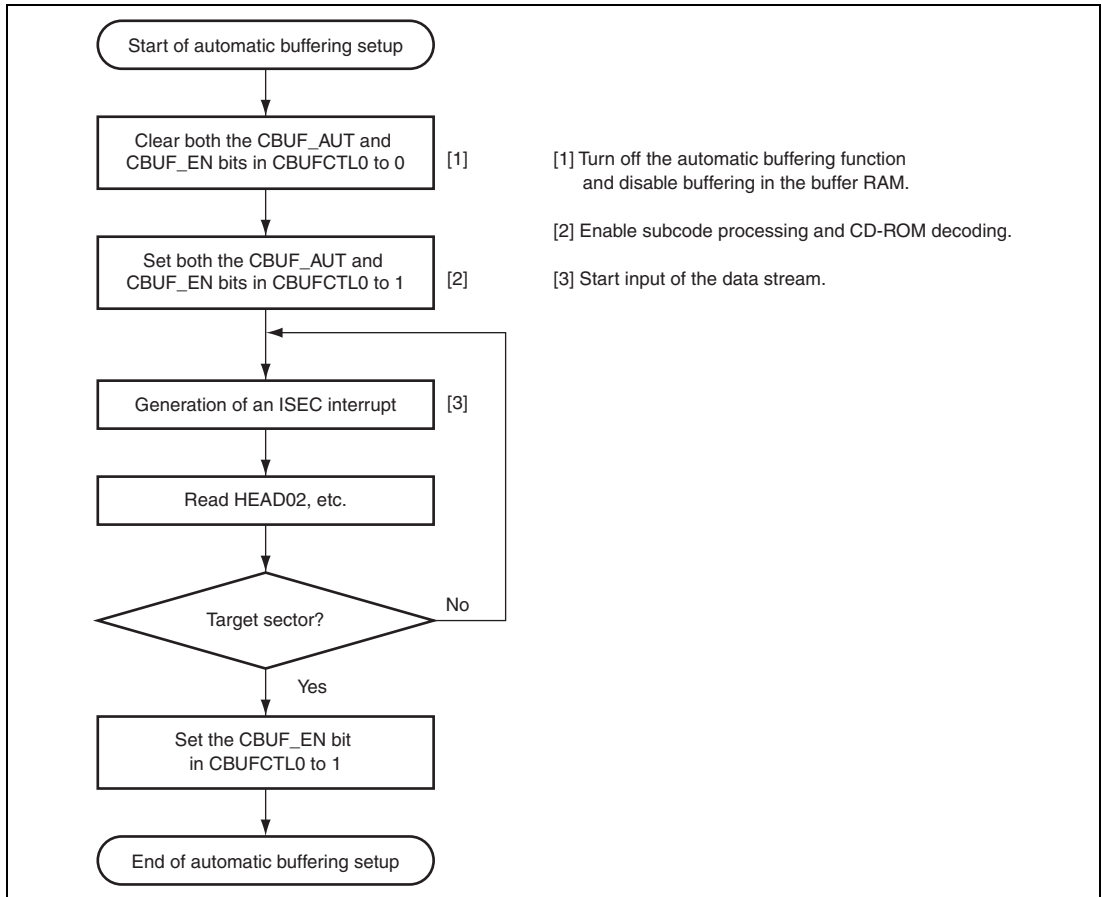 Start of automatic buffering setup
Clear both the CBUF_AUT and
CBUF_EN bits in CBUFCTL0 to 0
[1]
[1] Turn off the automatic buffering function
and disable buffering in the buffer RAM.
[2] Enable subcode processing and CD-ROM decoding.
Set both the CBUF_AUT and
CBUF_EN bits in CBUFCTL0 to 1
[2]
[3] Start input of the data stream.
Generation of an ISEC interrupt
[3]
Read HEAD02, etc.
Target sector?
No
Yes
Set the CBUF_EN bit
in CBUFCTL0 to 1
End of automatic buffering setup